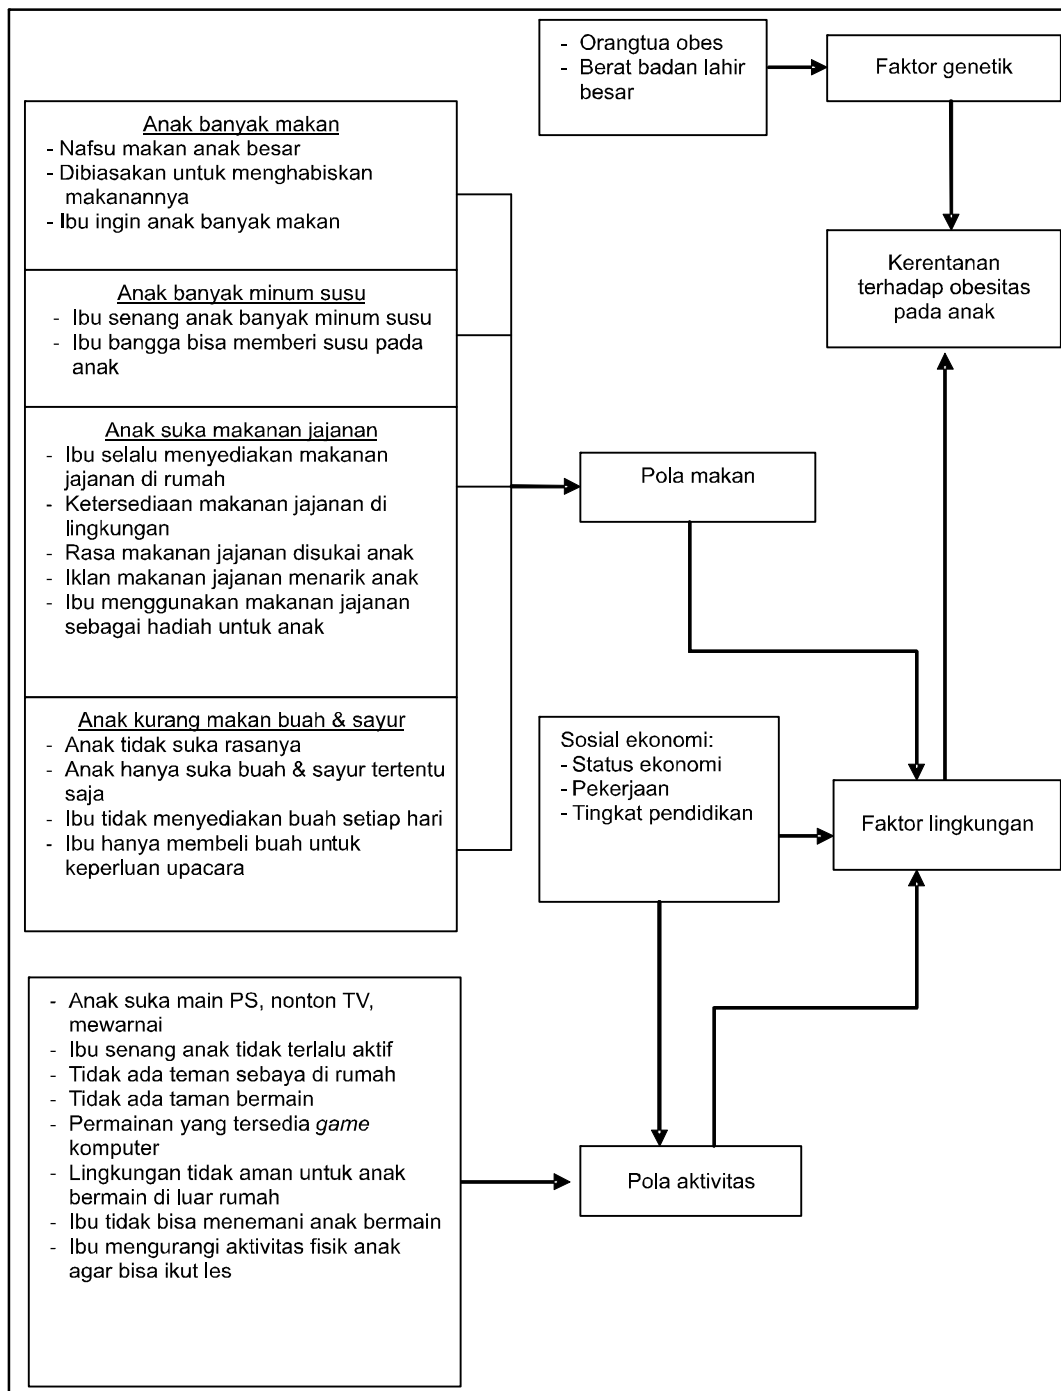 - Orangtua obes
- Berat badan lahir
besar
Faktor genetik
Anak banyak makan
- Nafsu makan anak besar
- Dibiasakan untuk menghabiskan
makanannya
- Ibu ingin anak banyak makan
Kerentanan
terhadap obesitas
pada anak
Anak banyak minum susu
- Ibu senang anak banyak minum susu
- Ibu bangga bisa memberi susu pada
anak
Anak suka makanan jajanan
- Ibu selalu menyediakan makanan
jajanan di rumah
- Ketersediaan makanan jajanan di
lingkungan
- Rasa makanan jajanan disukai anak
- Iklan makanan jajanan menarik anak
- Ibu menggunakan makanan jajanan
sebagai hadiah untuk anak
Pola makan
Anak kurang makan buah & sayur
- Anak tidak suka rasanya
- Anak hanya suka buah & sayur tertentu
saja
- Ibu tidak menyediakan buah setiap hari
- Ibu hanya membeli buah untuk
keperluan upacara
Sosial ekonomi:
- Status ekonomi
- Pekerjaan
- Tingkat pendidikan
Faktor lingkungan
- Anak suka main PS, nonton TV,
mewarnai
- Ibu senang anak tidak terlalu aktif
- Tidak ada teman sebaya di rumah
- Tidak ada taman bermain
- Permainan yang tersedia game
komputer
- Lingkungan tidak aman untuk anak
bermain di luar rumah
- Ibu tidak bisa menemani anak bermain
- Ibu mengurangi aktivitas fisik anak
agar bisa ikut les
Pola aktivitas